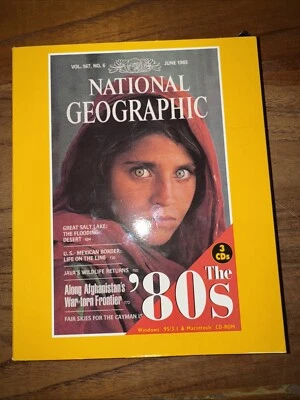 VOL. 167, NO. 6
JUNE 1985
NATIONAL
GEOGRAPHIC
GREAT SALT LAKE:
THE FLOODING
DESERT
U.S.-MEXICAN BORDER:
LIFE ON THE LINE
JAVA'S WILDLIFE RETURNS
Along Afghanistan's
War-torn Frontier
FAIR SKIES FOR THE CAYMAN
3
CDs
The
'80s
Windows 95/3.1 & Macintosh CD-ROM